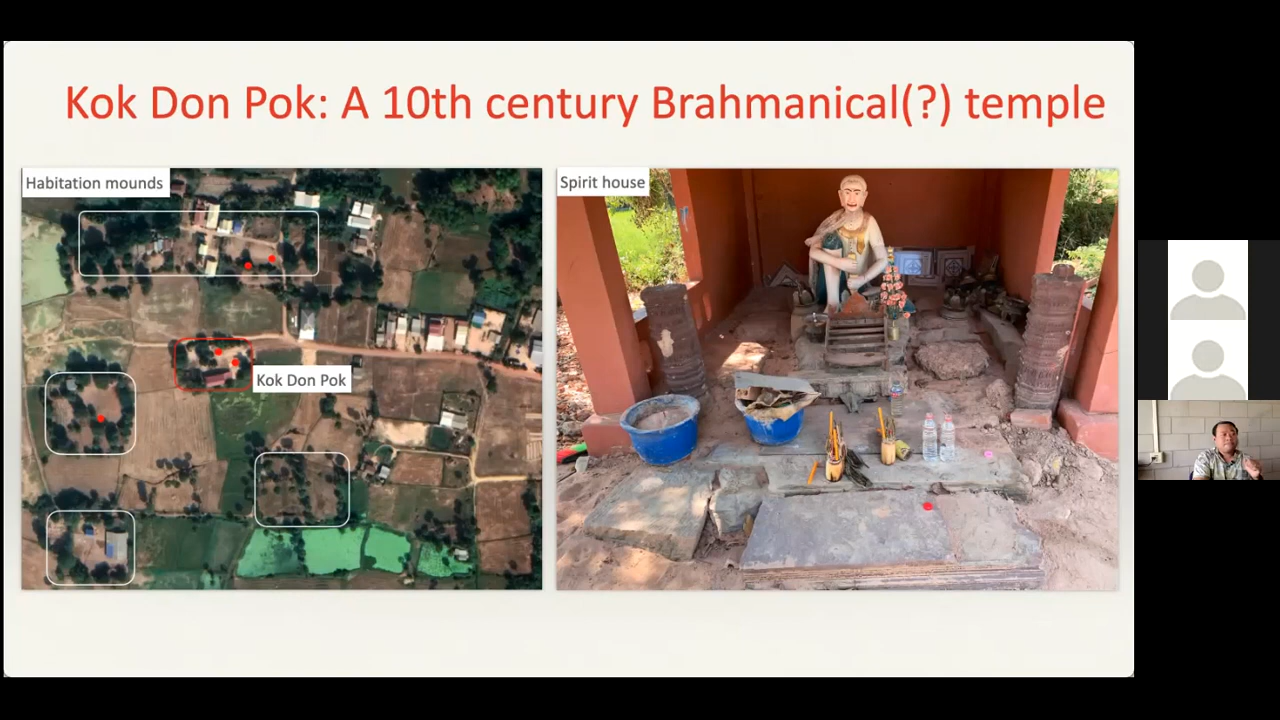 Kok Don Pok: A 10th century Brahmanical(?) temple
Habitation mounds
Spirit house
Kok Don Pok